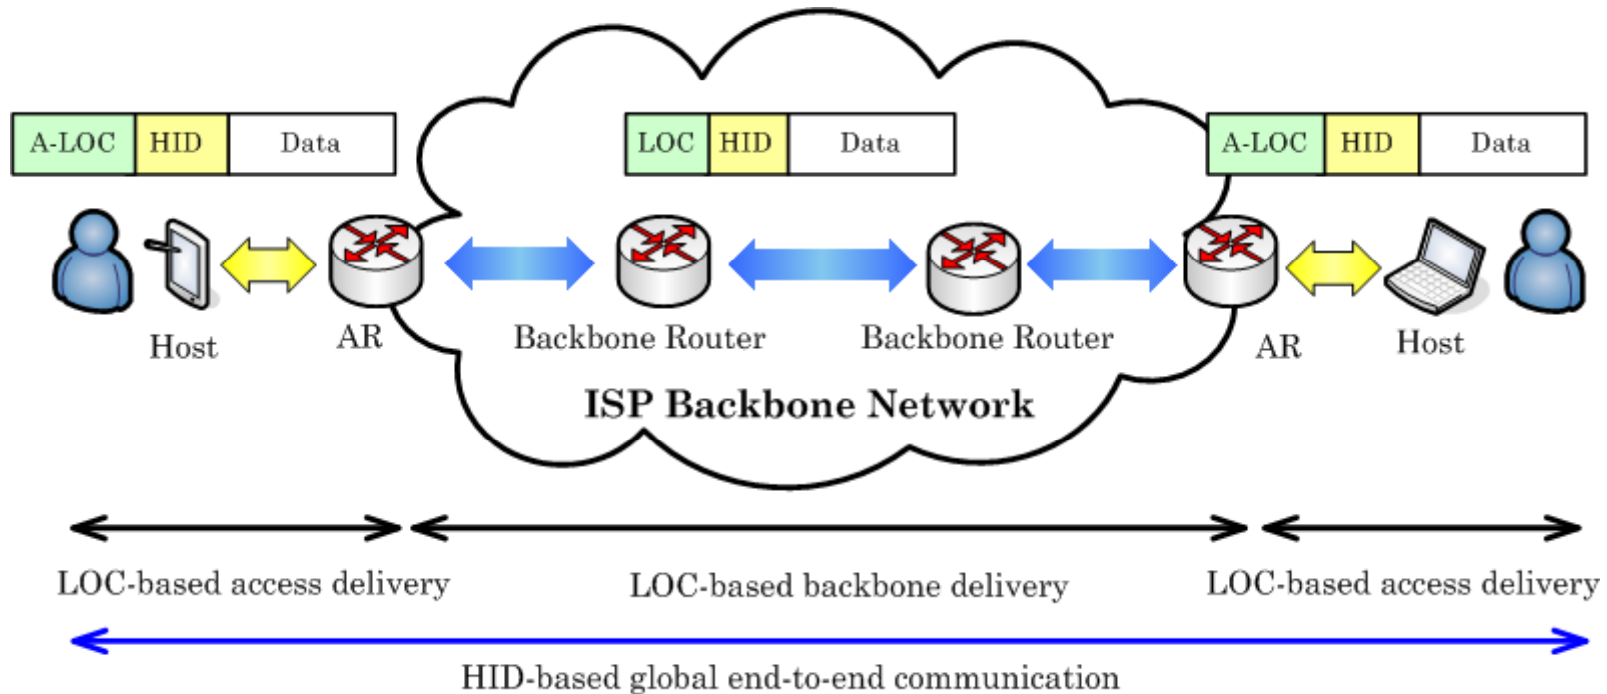 A-LOC HID Data
LOC HID Data
A-LOC HID Data
Host
AR
Backbone Router
Backbone Router
AR
Host
ISP Backbone Network
LOC-based access delivery
LOC-based backbone delivery
LOC-based access delivery
HID-based global end-to-end communication